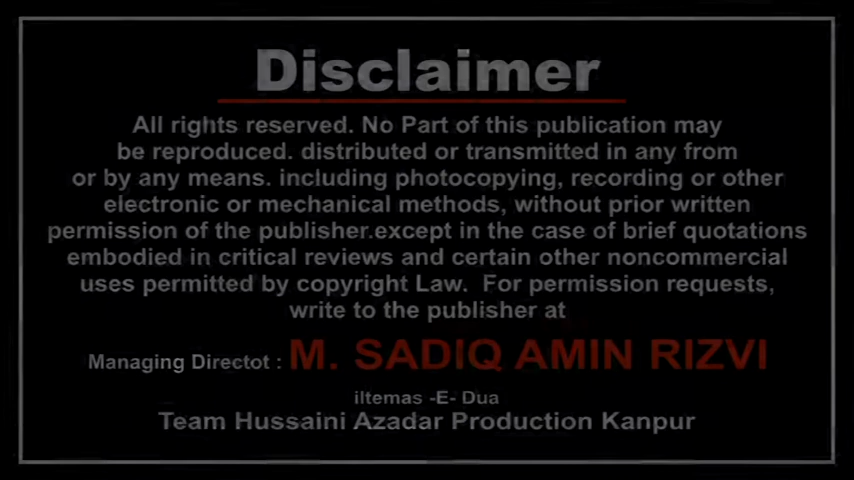 Disclaimer
All rights reserved. No Part of this publication may
be reproduced. distributed or transmitted in any from
or by any means. including photocopying, recording or other
electronic or mechanical methods, without prior written
permission of the publisher.except in the case of brief quotations
embodied in critical reviews and certain other noncommercial
uses permitted by copyright Law. For permission requests,
write to the publisher at
Managing Directot : M. SADIQ AMIN RIZVI
iltemas -E- Dua
Team Hussaini Azadar Production Kanpur